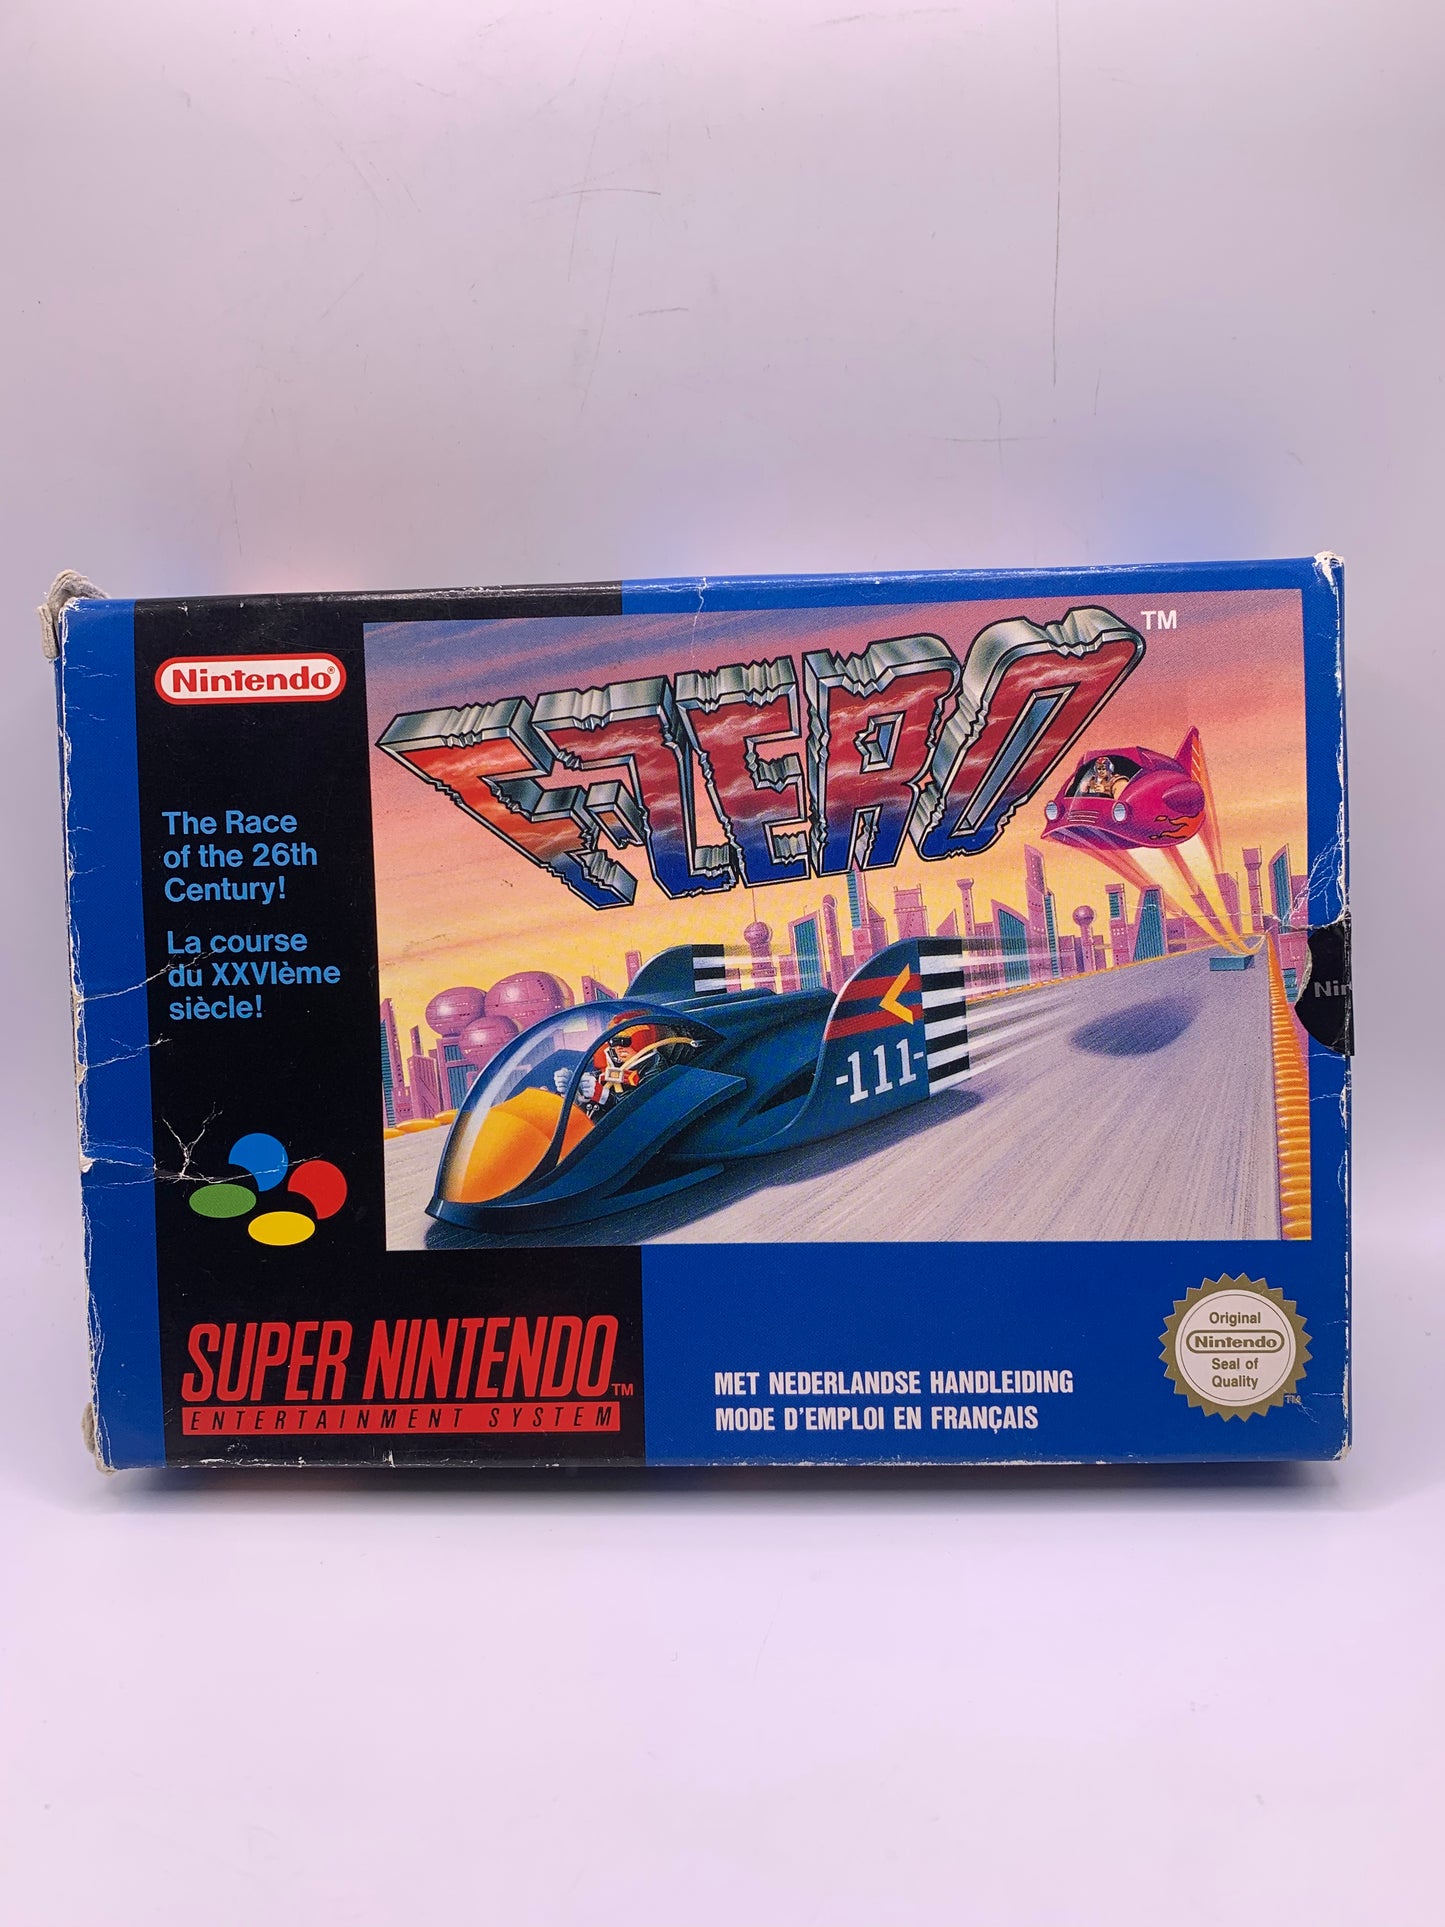 Nintendo®
F-ZERO
TM
The Race
of the 26th
Century!
La course
du XXVIème
siècle!
-111-
Nin
SUPER NINTENDO TM
ENTERTAINMENT SYSTEM
MET NEDERLANDSE HANDLEIDING
MODE D'EMPLOI EN FRANÇAIS
Original
Nintendo
Seal of
Quality
TM